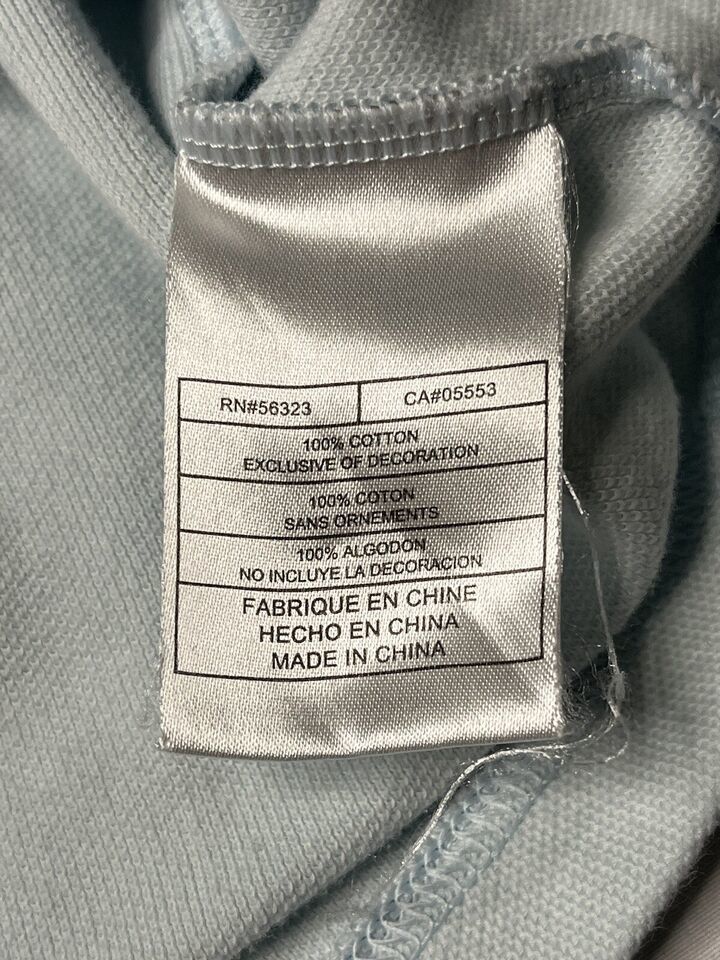 RN#56323 CA#05553
100% COTTON
EXCLUSIVE OF DECORATION
100% COTON
SANS ORNEMENTS
100% ALGODON
NO INCLUYE LA DECORACION
FABRIQUE EN CHINE
HECHO EN CHINA
MADE IN CHINA